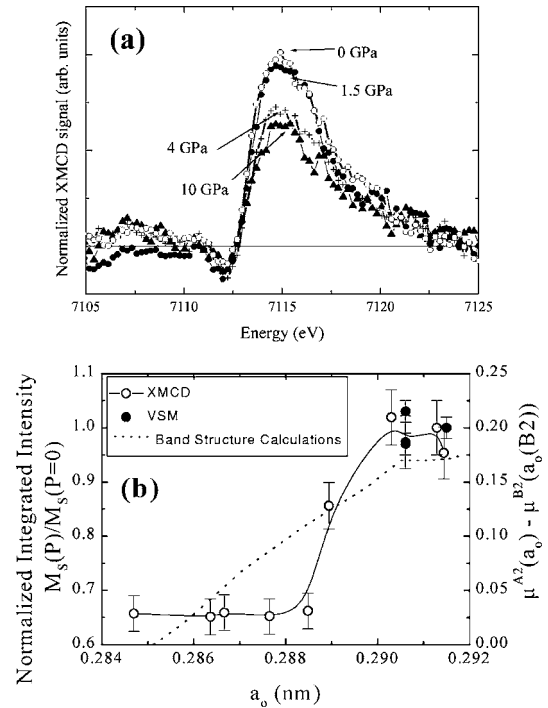 (a)
0 GPa
1.5 GPa
4 GPa
10 GPa
Normalized XMCD signal (arb. units)
7105 7110 7115 7120 7125
Energy (eV)
1.1 0.25
XMCD
VSM
Band Structure Calculations
1.0 0.20
0.9 0.15
(b)
0.8 0.10
0.7 0.05
0.6 0.00
Normalized Integrated Intensity
M_S(P)/M_S(P=0)
μ^A2(a_o) - μ^B2(a_o(B2))
0.284 0.286 0.288 0.290 0.292
a_o (nm)